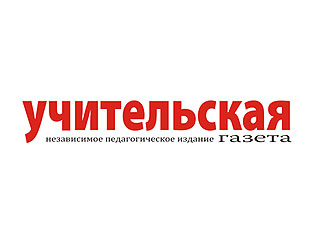 учительская
независимое педагогическое издание газета